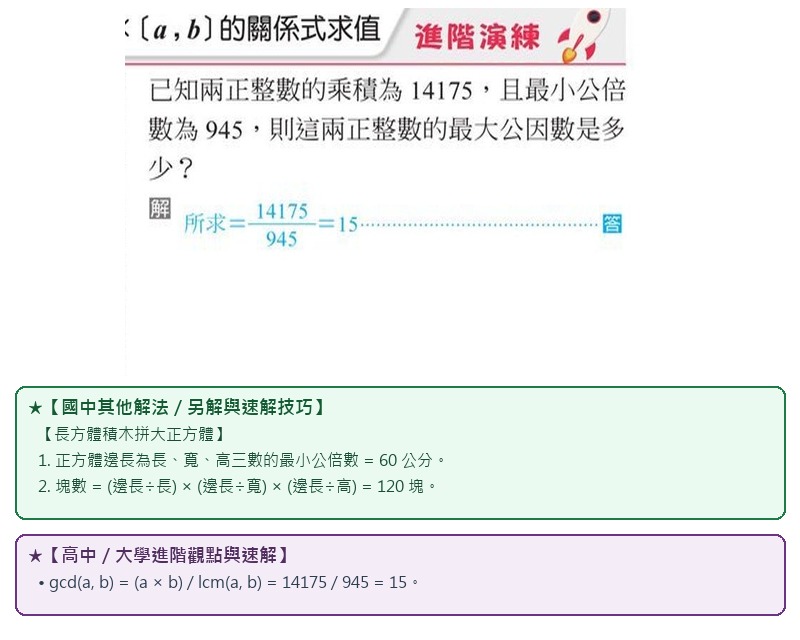 〔a , b〕的關係式求值
進階演練
已知兩正整數的乘積為 14175,且最小公倍
數為 945,則這兩正整數的最大公因數是多
少?
解
所求=14175/945=15⋯⋯⋯⋯⋯⋯⋯⋯⋯⋯⋯⋯答
★【國中其他解法 / 另解與速解技巧】
【長方體積木拼大正方體】
1. 正方體邊長為長、寬、高三數的最小公倍數 = 60 公分。
2. 塊數 = (邊長÷長) × (邊長÷寬) × (邊長÷高) = 120 塊。
★【高中 / 大學進階觀點與速解】
• gcd(a, b) = (a × b) / lcm(a, b) = 14175 / 945 = 15。